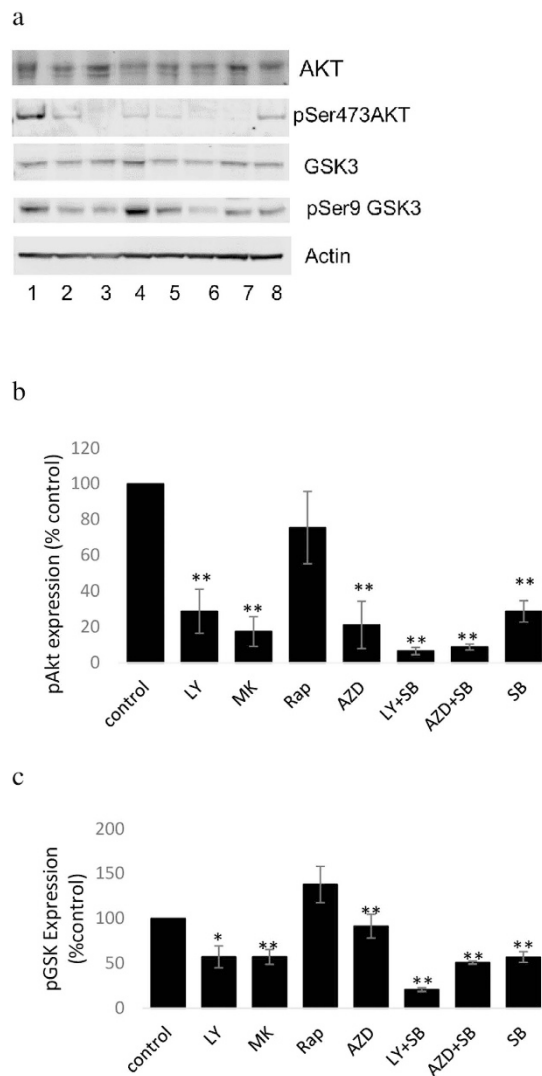 a
AKT
pSer473AKT
GSK3
pSer9 GSK3
Actin
1 2 3 4 5 6 7 8
b
pAkt expression (% control)
120
100
80
60
40
20
0
** ** ** ** ** **
control LY MK Rap AZD LY+SB AZD+SB SB
c
pGSK Expression
(%control)
200
150
100
50
0
* ** ** ** ** **
control LY MK Rap AZD LY+SB AZD+SB SB